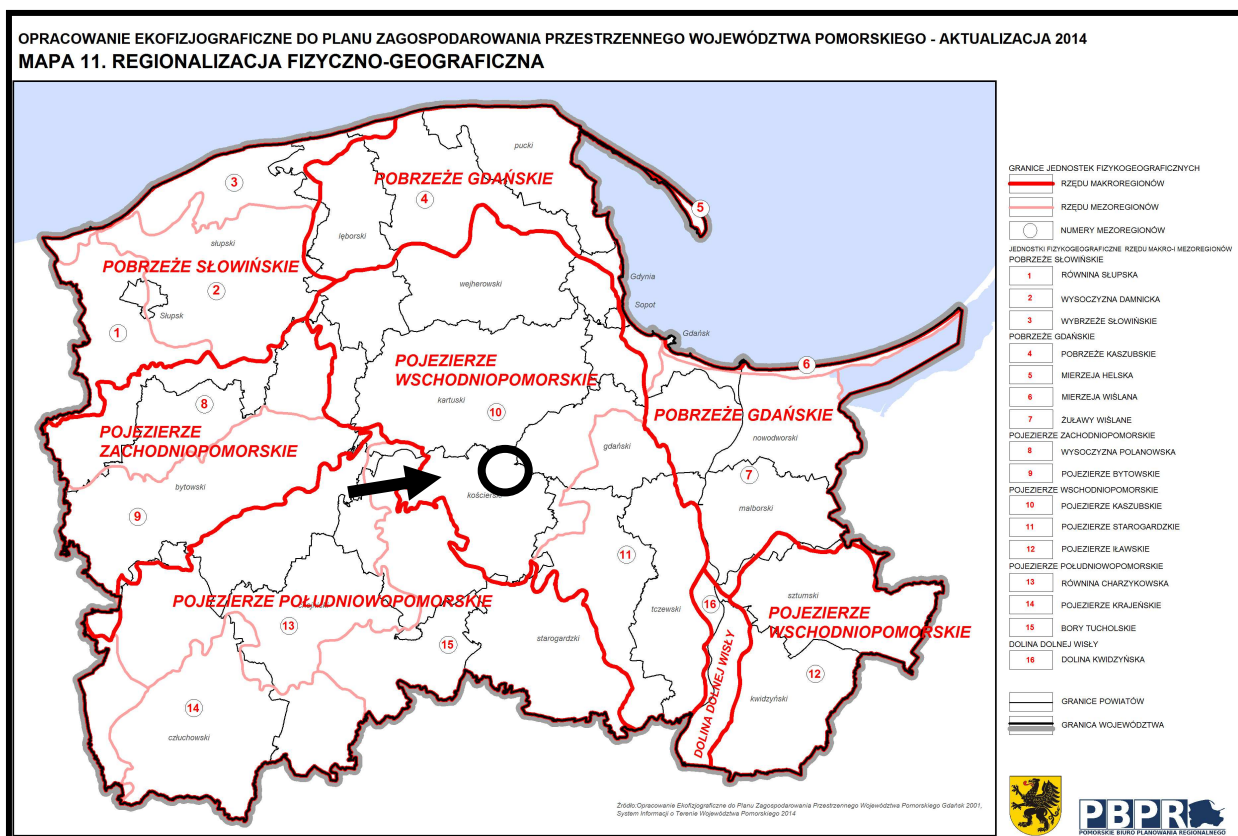 OPRACOWANIE EKOFIZJOGRAFICZNE DO PLANU ZAGOSPODAROWANIA PRZESTRZENNEGO WOJEWÓDZTWA POMORSKIEGO - AKTUALIZACJA 2014
MAPA 11. REGIONALIZACJA FIZYCZNO-GEOGRAFICZNA
pucki
3
POBRZEŻE GDAŃSKIE
4
5
słupski
lęborski
POBRZEŻE SŁOWIŃSKIE
2
Gdynia
wejherowski
Sopot
Słupsk
1
Gdańsk
POJEZIERZE
WSCHODNIOPOMORSKIE
6
kartuski
8
10
POBRZEŻE GDAŃSKIE
POJEZIERZE
ZACHODNIOPOMORSKIE
nowodworski
gdański
bytowski
7
9
malborski
11
sztumski
POJEZIERZE POŁUDNIOWOPOMORSKIE
13
tczewski
16
POJEZIERZE
WSCHODNIOPOMORSKIE
15
starogardzki
12
DOLINA DOLNEJ WISŁY
kwidzyński
14
człuchowski
Źródło:Opracowanie Ekofizjograficzne do Planu Zagospodarowania Przestrzennego Województwa Pomorskiego Gdańsk 2001,
System Informacji o Terenie Województwa Pomorskiego 2014
GRANICE JEDNOSTEK FIZYKOGEOGRAFICZNYCH
RZĘDU MAKROREGIONÓW
RZĘDU MEZOREGIONÓW
NUMERY MEZOREGIONÓW
JEDNOSTKI FIZYKOGEOGRAFICZNE RZĘDU MAKRO-I MEZOREGIONÓW
POBRZEŻE SŁOWIŃSKIE
1 RÓWNINA SŁUPSKA
2 WYSOCZYZNA DAMNICKA
3 WYBRZEŻE SŁOWIŃSKIE
POBRZEŻE GDAŃSKIE
4 POBRZEŻE KASZUBSKIE
5 MIERZEJA HELSKA
6 MIERZEJA WIŚLANA
7 ŻUŁAWY WIŚLANE
POJEZIERZE ZACHODNIOPOMORSKIE
8 WYSOCZYZNA POLANOWSKA
9 POJEZIERZE BYTOWSKIE
POJEZIERZE WSCHODNIOPOMORSKIE
10 POJEZIERZE KASZUBSKIE
11 POJEZIERZE STAROGARDZKIE
12 POJEZIERZE IŁAWSKIE
POJEZIERZE POŁUDNIOWOPOMORSKIE
13 RÓWNINA CHARZYKOWSKA
14 POJEZIERZE KRAJEŃSKIE
15 BORY TUCHOLSKIE
DOLINA DOLNEJ WISŁY
16 DOLINA KWIDZYŃSKA
GRANICE POWIATÓW
GRANICA WOJEWÓDZTWA
PBPR
POMORSKIE BIURO PLANOWANIA REGIONALNEGO